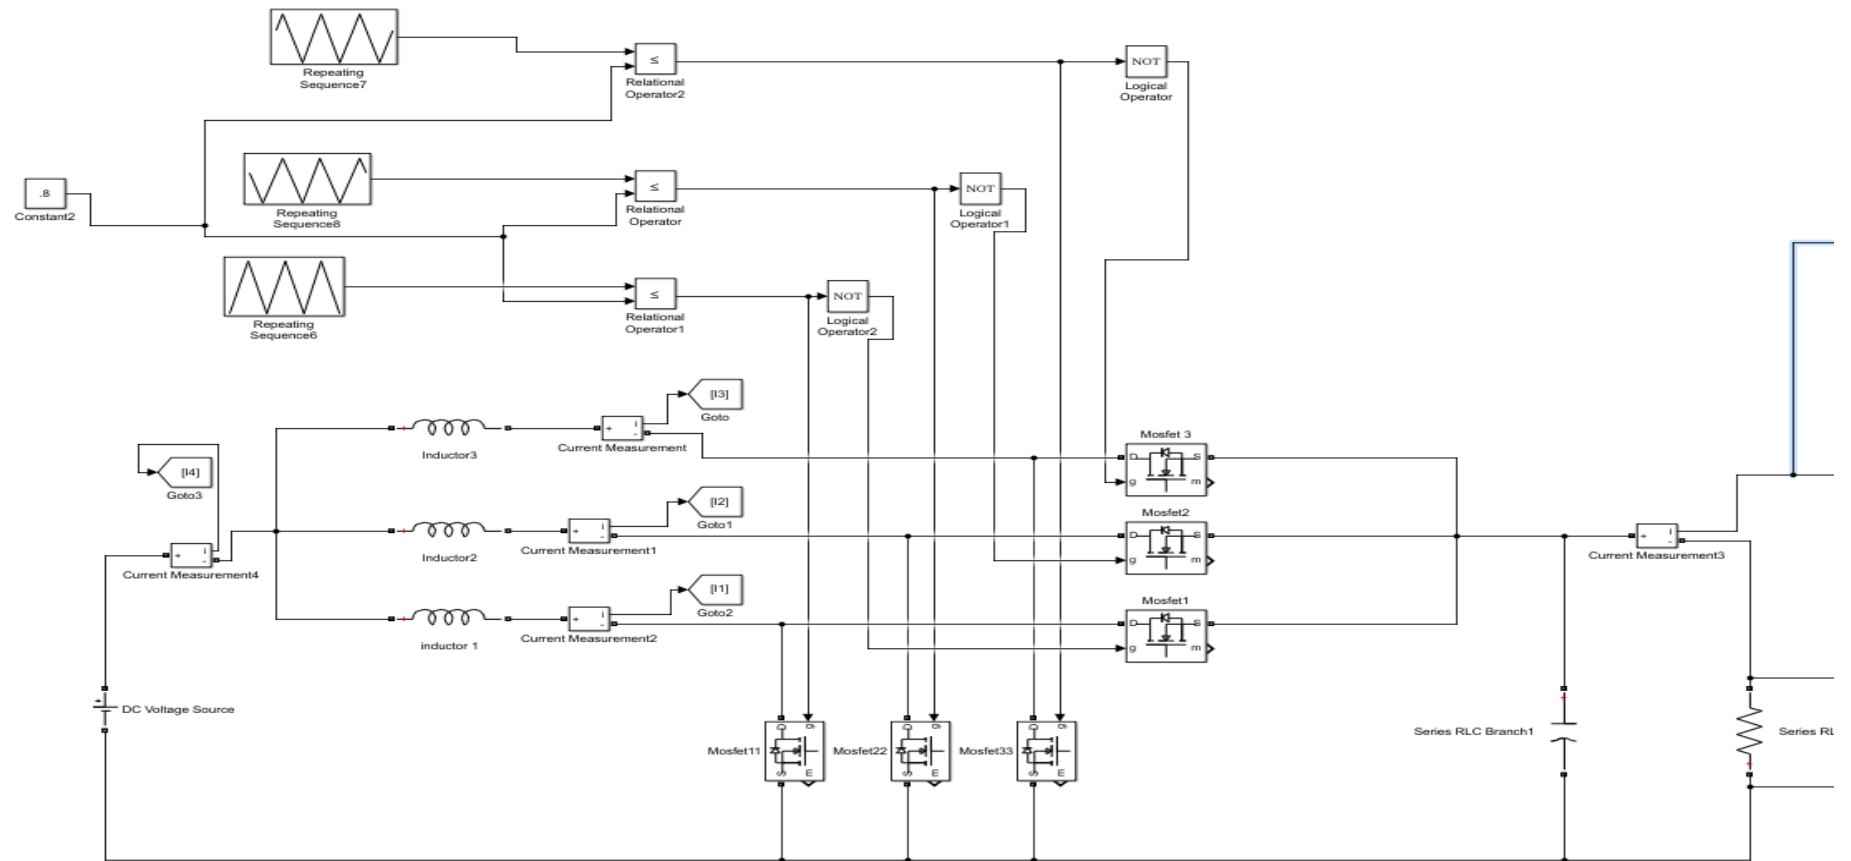 Repeating
Sequence7
≤
Relational
Operator2
NOT
Logical
Operator
.8
Constant2
Repeating
Sequence8
≤
Relational
Operator
NOT
Logical
Operator1
Repeating
Sequence6
≤
Relational
Operator1
NOT
Logical
Operator2
[I3]
Goto
+ i -
Current Measurement
Inductor3
[I4]
Goto3
[I2]
Goto1
+ i -
Current Measurement1
Inductor2
+ i -
Current Measurement4
[I1]
Goto2
+ i -
Current Measurement2
inductor 1
Mosfet 3
D S
g m
Mosfet2
D S
g m
Mosfet1
D S
g m
+ i -
Current Measurement3
DC Voltage Source
Mosfet11
D g
S m
Mosfet22
D g
S m
Mosfet33
D g
S m
Series RLC Branch1
Series RL